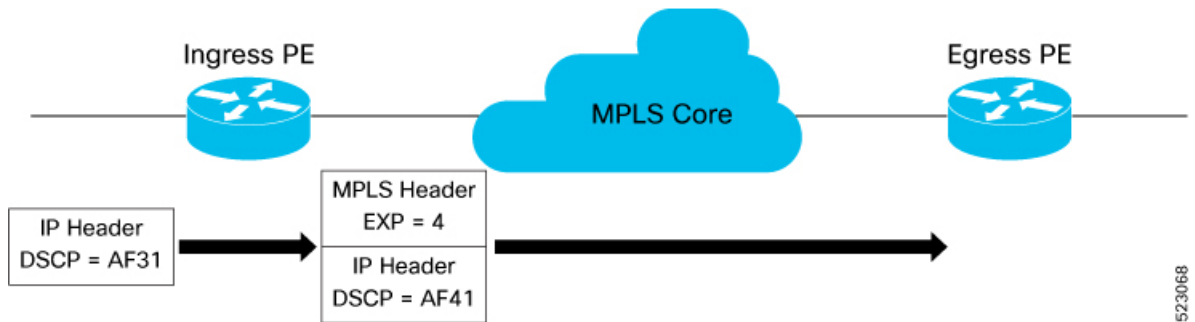 Ingress PE
Egress PE
MPLS Core
IP Header
DSCP = AF31
MPLS Header
EXP = 4
IP Header
DSCP = AF41
523068